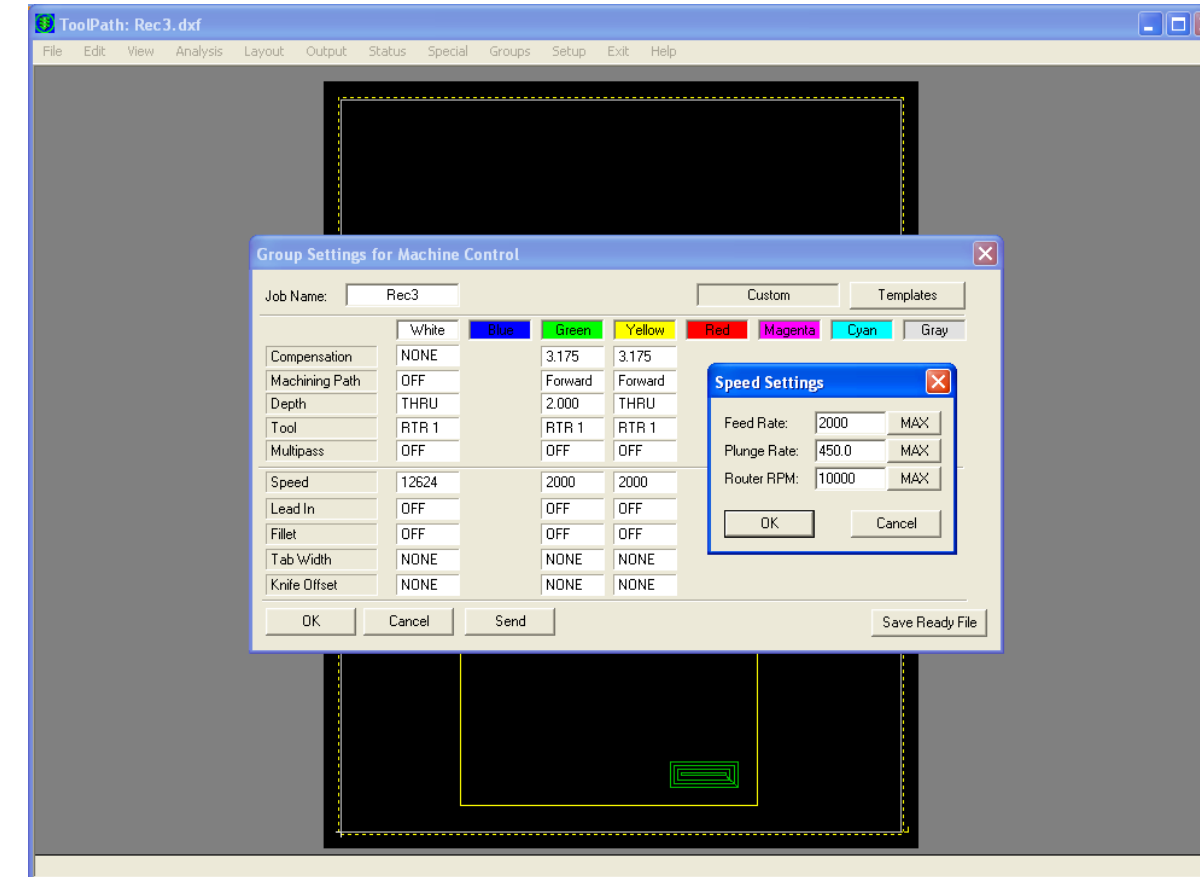 ToolPath: Rec3.dxf
File Edit View Analysis Layout Output Status Special Groups Setup Exit Help
Group Settings for Machine Control
Job Name: Rec3 Custom Templates
White Blue Green Yellow Red Magenta Cyan Gray
Compensation NONE 3.175 3.175
Machining Path OFF Forward Forward
Depth THRU 2.000 THRU
Tool RTR 1 RTR 1 RTR 1
Multipass OFF OFF OFF
Speed 12624 2000 2000
Lead In OFF OFF OFF
Fillet OFF OFF OFF
Tab Width NONE NONE NONE
Knife Offset NONE NONE NONE
OK Cancel Send Save Ready File
Speed Settings
Feed Rate: 2000 MAX
Plunge Rate: 450.0 MAX
Router RPM: 10000 MAX
OK Cancel